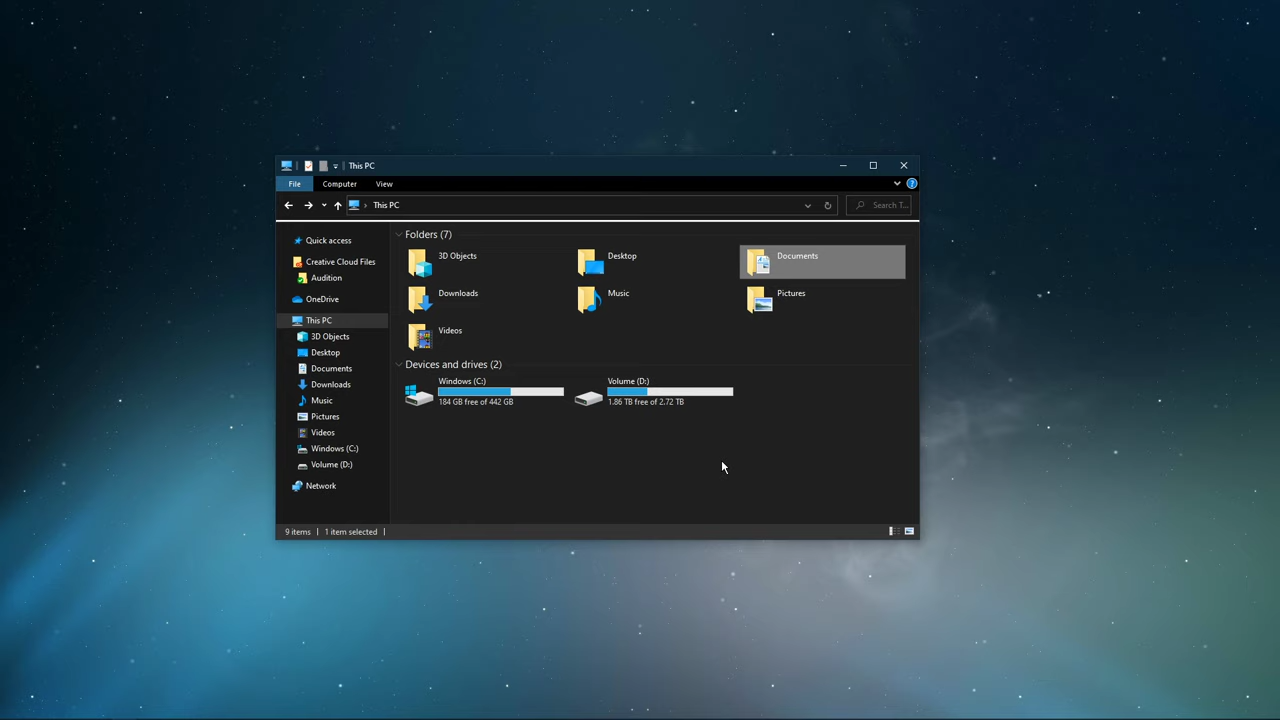 This PC
File Computer View
This PC
Search T...
Quick access
Creative Cloud Files
Audition
OneDrive
This PC
3D Objects
Desktop
Documents
Downloads
Music
Pictures
Videos
Windows (C:)
Volume (D:)
Network
Folders (7)
3D Objects
Desktop
Documents
Downloads
Music
Pictures
Videos
Devices and drives (2)
Windows (C:)
184 GB free of 442 GB
Volume (D:)
1.86 TB free of 2.72 TB
9 items 1 item selected